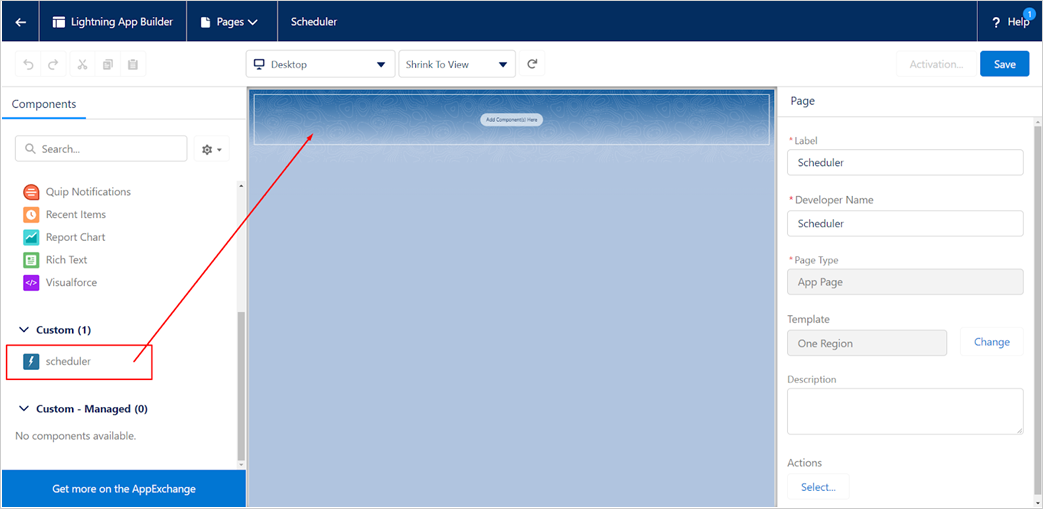 Lightning App Builder
Pages
Scheduler
? Help
1
Desktop
Shrink To View
Activation...
Save
Components
Search...
Quip Notifications
Recent Items
Report Chart
Rich Text
Visualforce
Custom (1)
scheduler
Custom - Managed (0)
No components available.
Get more on the AppExchange
Add Component(s) Here
Page
*Label
Scheduler
*Developer Name
Scheduler
*Page Type
App Page
Template
One Region
Change
Description
Actions
Select...